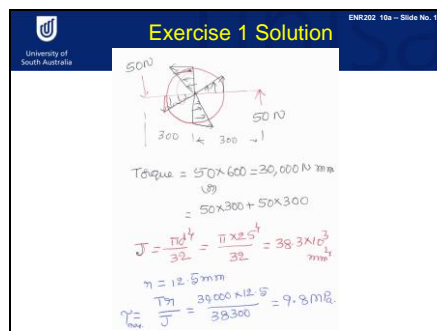 ENR202 10a – Slide No. 1
Exercise 1 Solution
University of
South Australia
50N
50N
300
300
Torque = 50×600 = 30,000 N mm
= 50×300 + 50×300
J = πd⁴/32 = π×25⁴/32 = 38.3×10³ mm⁴
r = 12.5mm
τ = Tr/J = 30,000×12.5/38300 = 9.8 MPa.